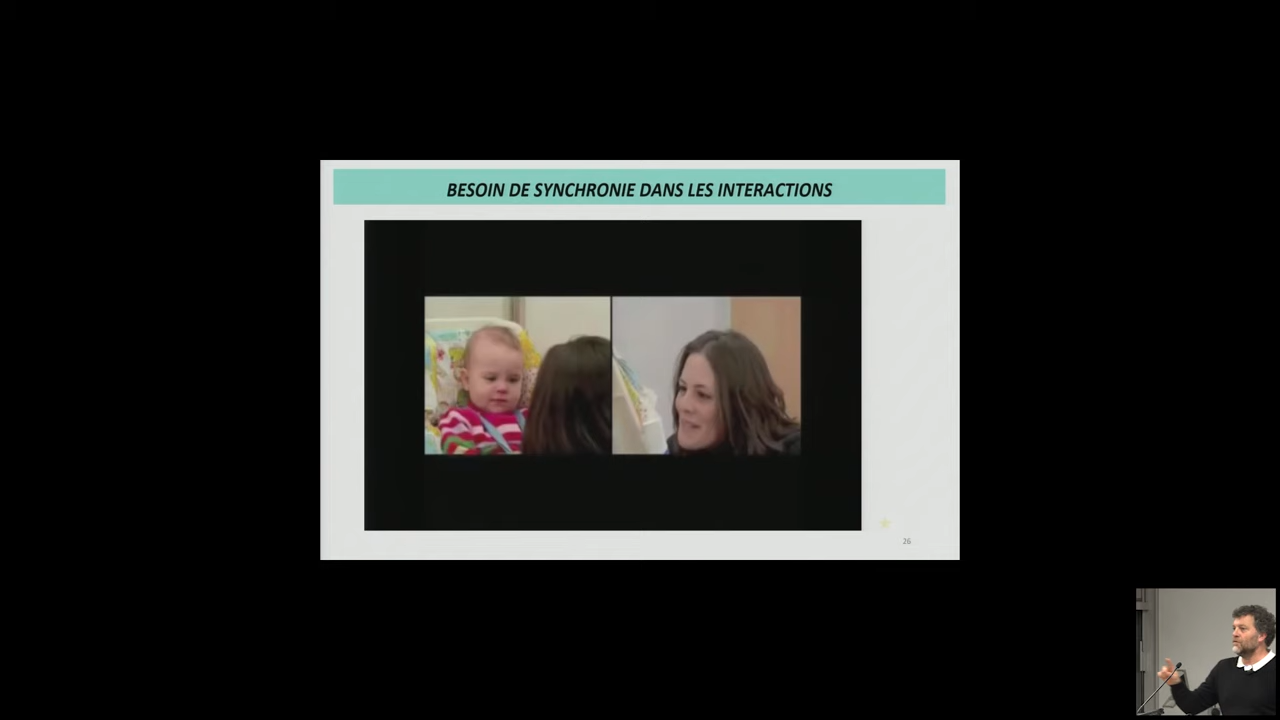 BESOIN DE SYNCHRONIE DANS LES INTERACTIONS
26